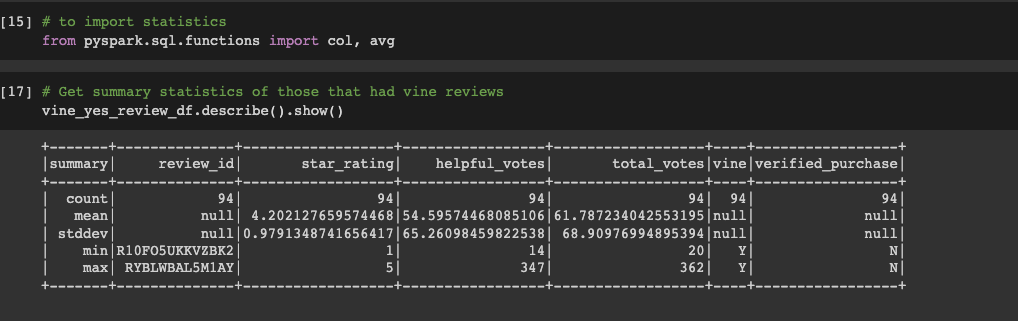 [15] # to import statistics
from pyspark.sql.functions import col, avg
[17] # Get summary statistics of those that had vine reviews
vine_yes_review_df.describe().show()
+-------+--------------+------------------+-----------------+-----------------+----+-----------------+
|summary|     review_id|       star_rating|    helpful_votes|      total_votes|vine|verified_purchase|
+-------+--------------+------------------+-----------------+-----------------+----+-----------------+
|  count|            94|                94|               94|               94|  94|               94|
|   mean|          null| 4.202127659574468|54.59574468085106|61.787234042553195|null|             null|
| stddev|          null|0.9791348741656417|65.26098459822538| 68.90976994895394|null|             null|
|    min|R10FO5UKKVZBK2|                 1|               14|               20|   Y|                N|
|    max| RYBLWBAL5M1AY|                 5|              347|              362|   Y|                N|
+-------+--------------+------------------+-----------------+-----------------+----+-----------------+